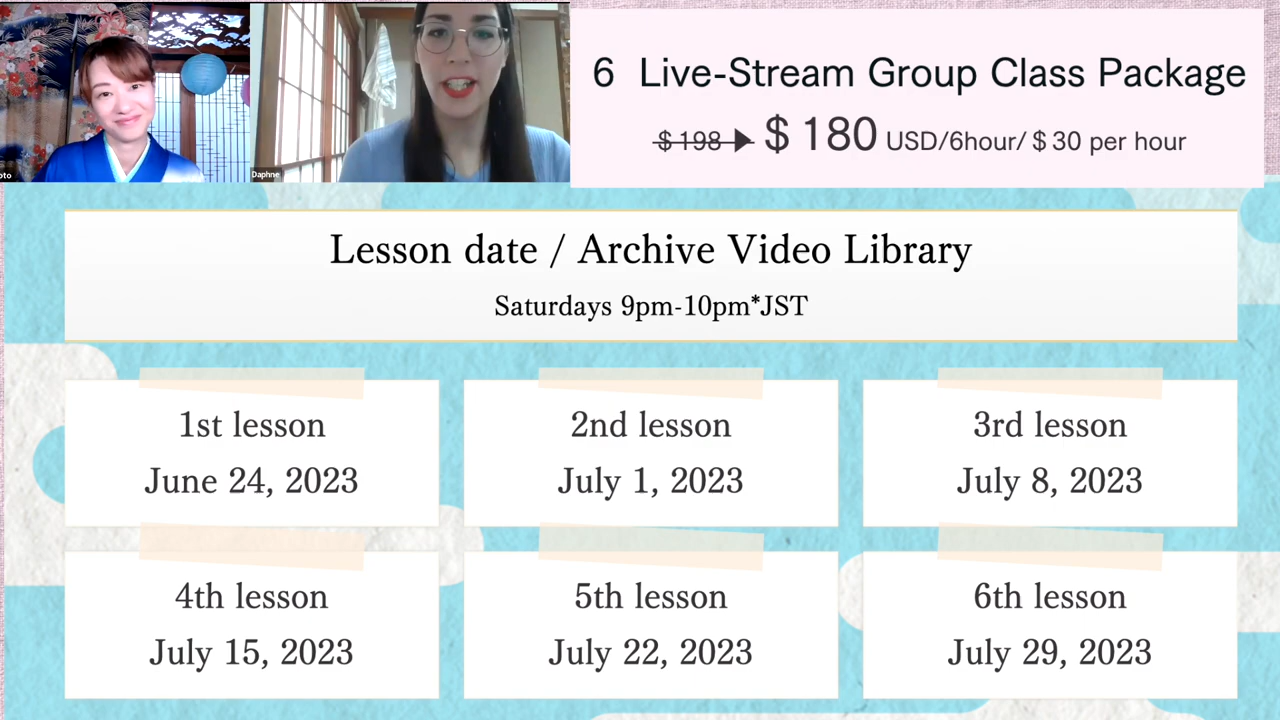 6 Live-Stream Group Class Package
$198 ▶ $180 USD/6hour/ $30 per hour
oto
Daphne
Lesson date / Archive Video Library
Saturdays 9pm-10pm*JST
1st lesson
June 24, 2023
2nd lesson
July 1, 2023
3rd lesson
July 8, 2023
4th lesson
July 15, 2023
5th lesson
July 22, 2023
6th lesson
July 29, 2023